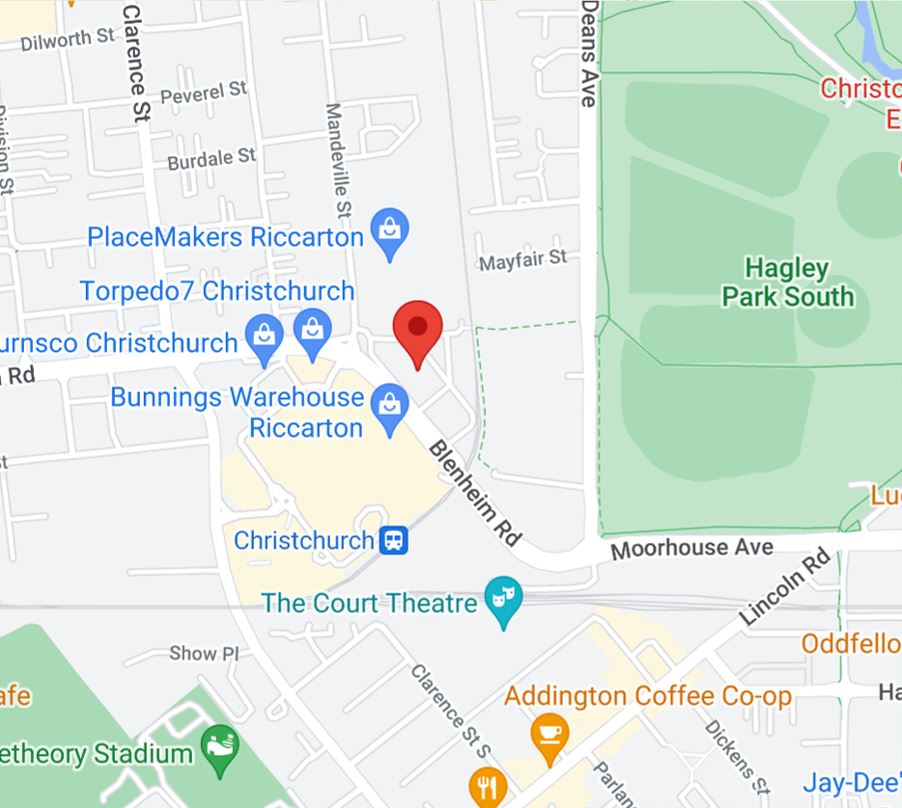 Dilworth St
Clarence St
Deans Ave
Peverel St
Christc
E
Division St
Mandeville St
Burdale St
PlaceMakers Riccarton
Mayfair St
Hagley
Park South
Torpedo7 Christchurch
urnsco Christchurch
Rd
Bunnings Warehouse
Riccarton
Blenheim Rd
Lu
Christchurch
Moorhouse Ave
Lincoln Rd
The Court Theatre
Oddfello
Show Pl
Clarence St S
afe
Addington Coffee Co-op
Ha
etheory Stadium
Dickens St
Parlan
Jay-Dee'